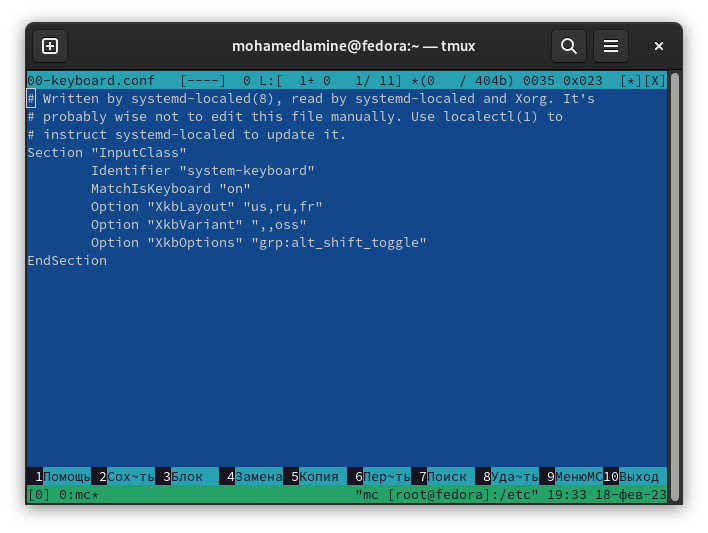 mohamedlamine@fedora:~ — tmux
00-keyboard.conf   [----]  0 L:[  1+ 0   1/ 11] *(0   / 404b) 0035 0x023  [*][X]
# Written by systemd-localed(8), read by systemd-localed and Xorg. It's
# probably wise not to edit this file manually. Use localectl(1) to
# instruct systemd-localed to update it.
Section "InputClass"
        Identifier "system-keyboard"
        MatchIsKeyboard "on"
        Option "XkbLayout" "us,ru,fr"
        Option "XkbVariant" ",,oss"
        Option "XkbOptions" "grp:alt_shift_toggle"
EndSection
1Помощь 2Сох~ть 3Блок 4Замена 5Копия 6Пер~ть 7Поиск 8Уда~ть 9МенюMC 10Выход
[0] 0:mc* "mc [root@fedora]:/etc" 19:33 18-фев-23